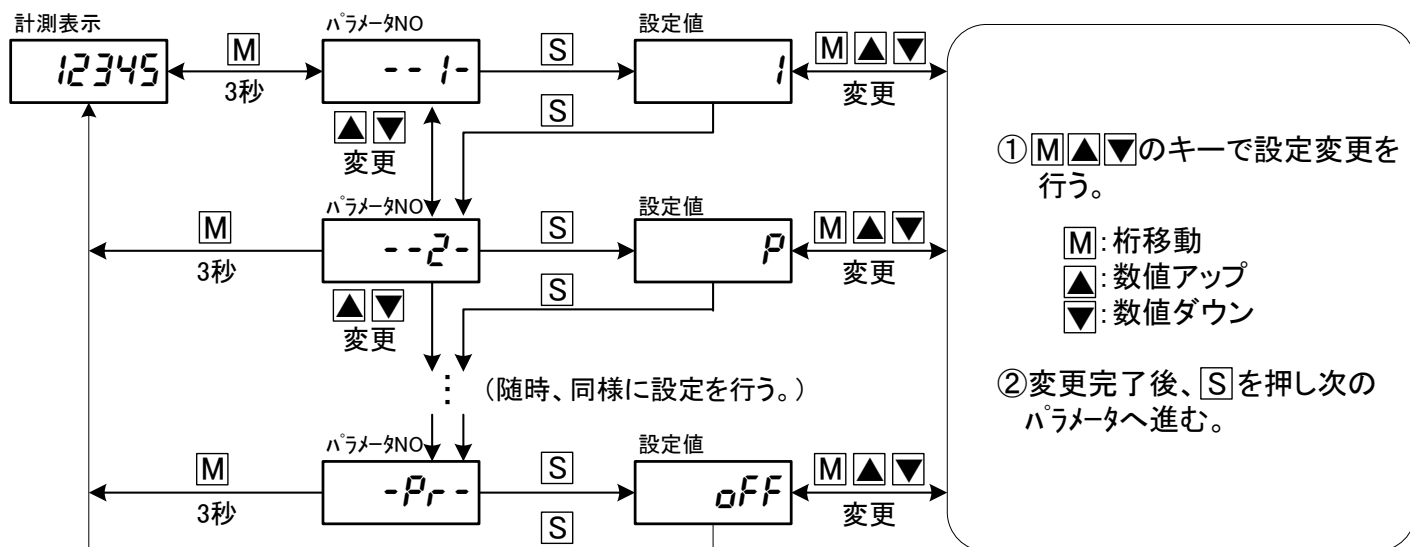 計測表示
パラメータNO
設定値
12345
M
3秒
--1-
S
1
M▲▼
変更
S
▲▼
変更
パラメータNO
設定値
M
3秒
--2-
S
P
M▲▼
変更
S
▲▼
変更
⋮
(随時、同様に設定を行う。)
パラメータNO
設定値
M
3秒
-Pr-
S
oFF
M▲▼
変更
S
①M▲▼のキーで設定変更を
行う。
M:桁移動
▲:数値アップ
▼:数値ダウン
②変更完了後、Sを押し次の
パラメータへ進む。